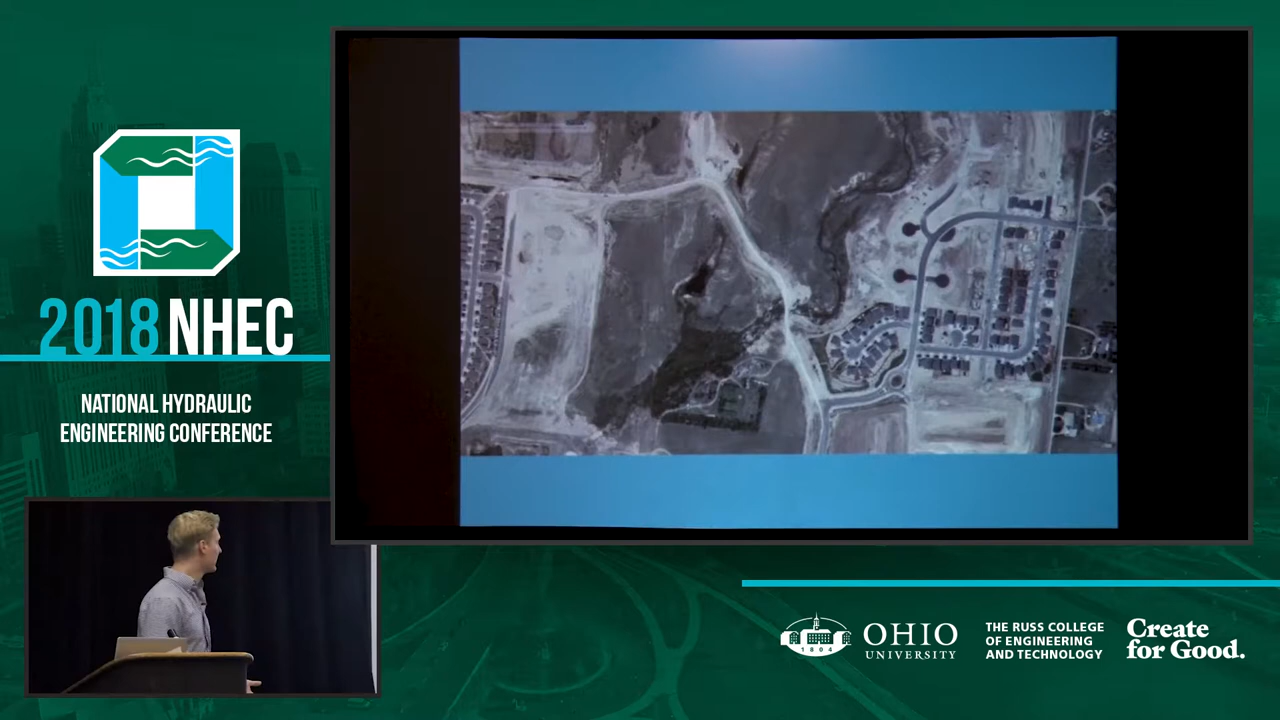 2018 NHEC
NATIONAL HYDRAULIC
ENGINEERING CONFERENCE
1804
OHIO
UNIVERSITY
THE RUSS COLLEGE
OF ENGINEERING
AND TECHNOLOGY
Create
for Good.